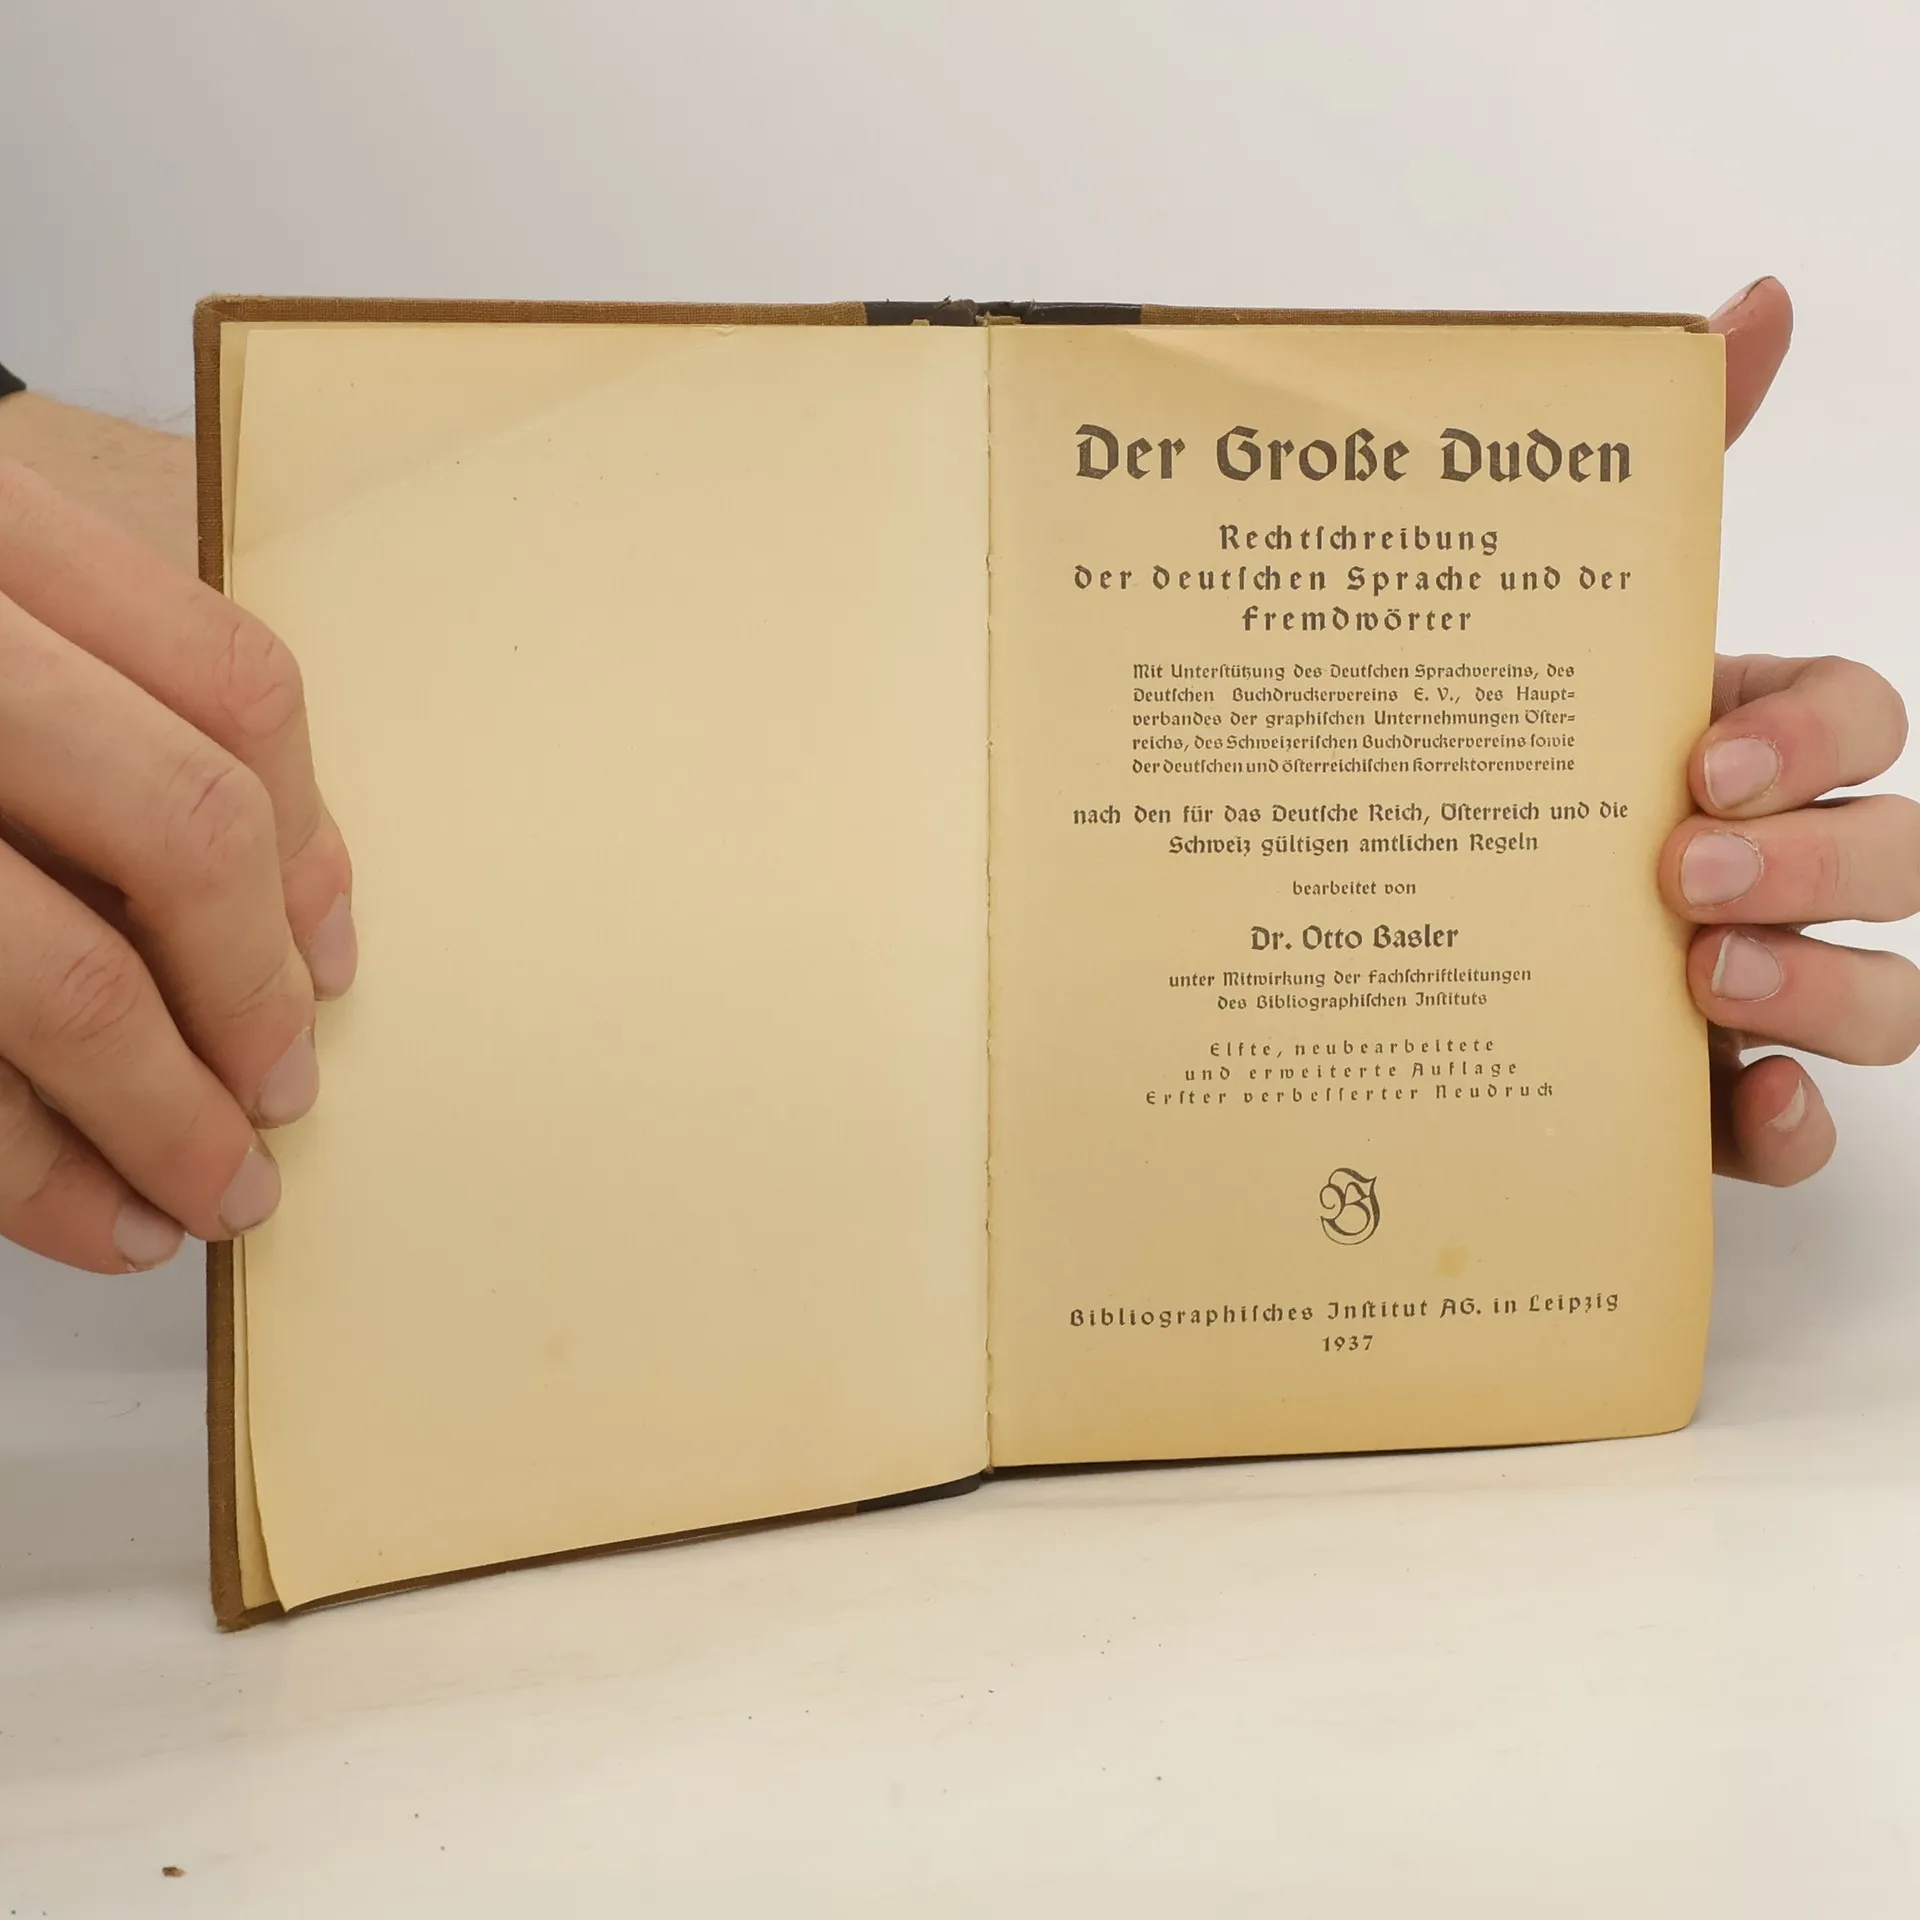 Der Große Duden
Rechtſchreibung
der deutſchen Sprache und der
Fremdwörter
Mit Unterſtützung des Deutſchen Sprachvereins, des
Deutſchen Buchdruckervereins E. V., des Haupt=
verbandes der graphiſchen Unternehmungen Öſter=
reichs, des Schweizeriſchen Buchdruckervereins ſowie
der deutſchen und öſterreichiſchen Korrektorenvereine
nach den für das Deutſche Reich, Öſterreich und die
Schweiz gültigen amtlichen Regeln
bearbeitet von
Dr. Otto Basler
unter Mitwirkung der Fachſchriftleitungen
des Bibliographiſchen Inſtituts
Elfte, neubearbeitete
und erweiterte Auflage
Erſter verbeſſerter Neudruck
BI
Bibliographiſches Inſtitut AG. in Leipzig
1937